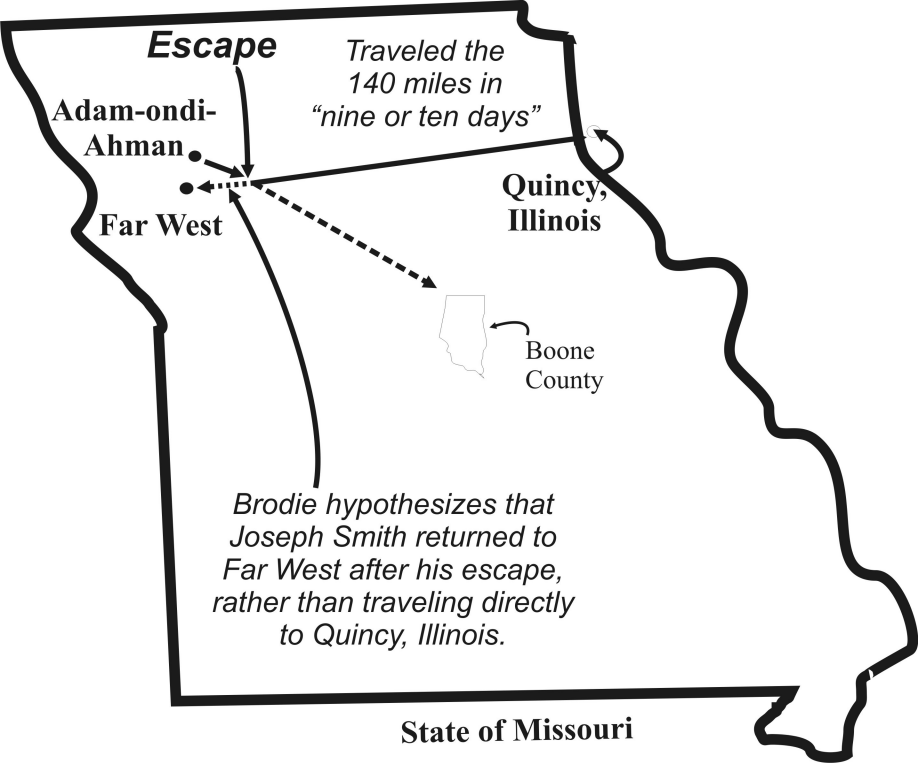 Escape
Traveled the
140 miles in
“nine or ten days”
Adam-ondi-
Ahman
Far West
Quincy,
Illinois
Boone
County
Brodie hypothesizes that
Joseph Smith returned to
Far West after his escape,
rather than traveling directly
to Quincy, Illinois.
State of Missouri